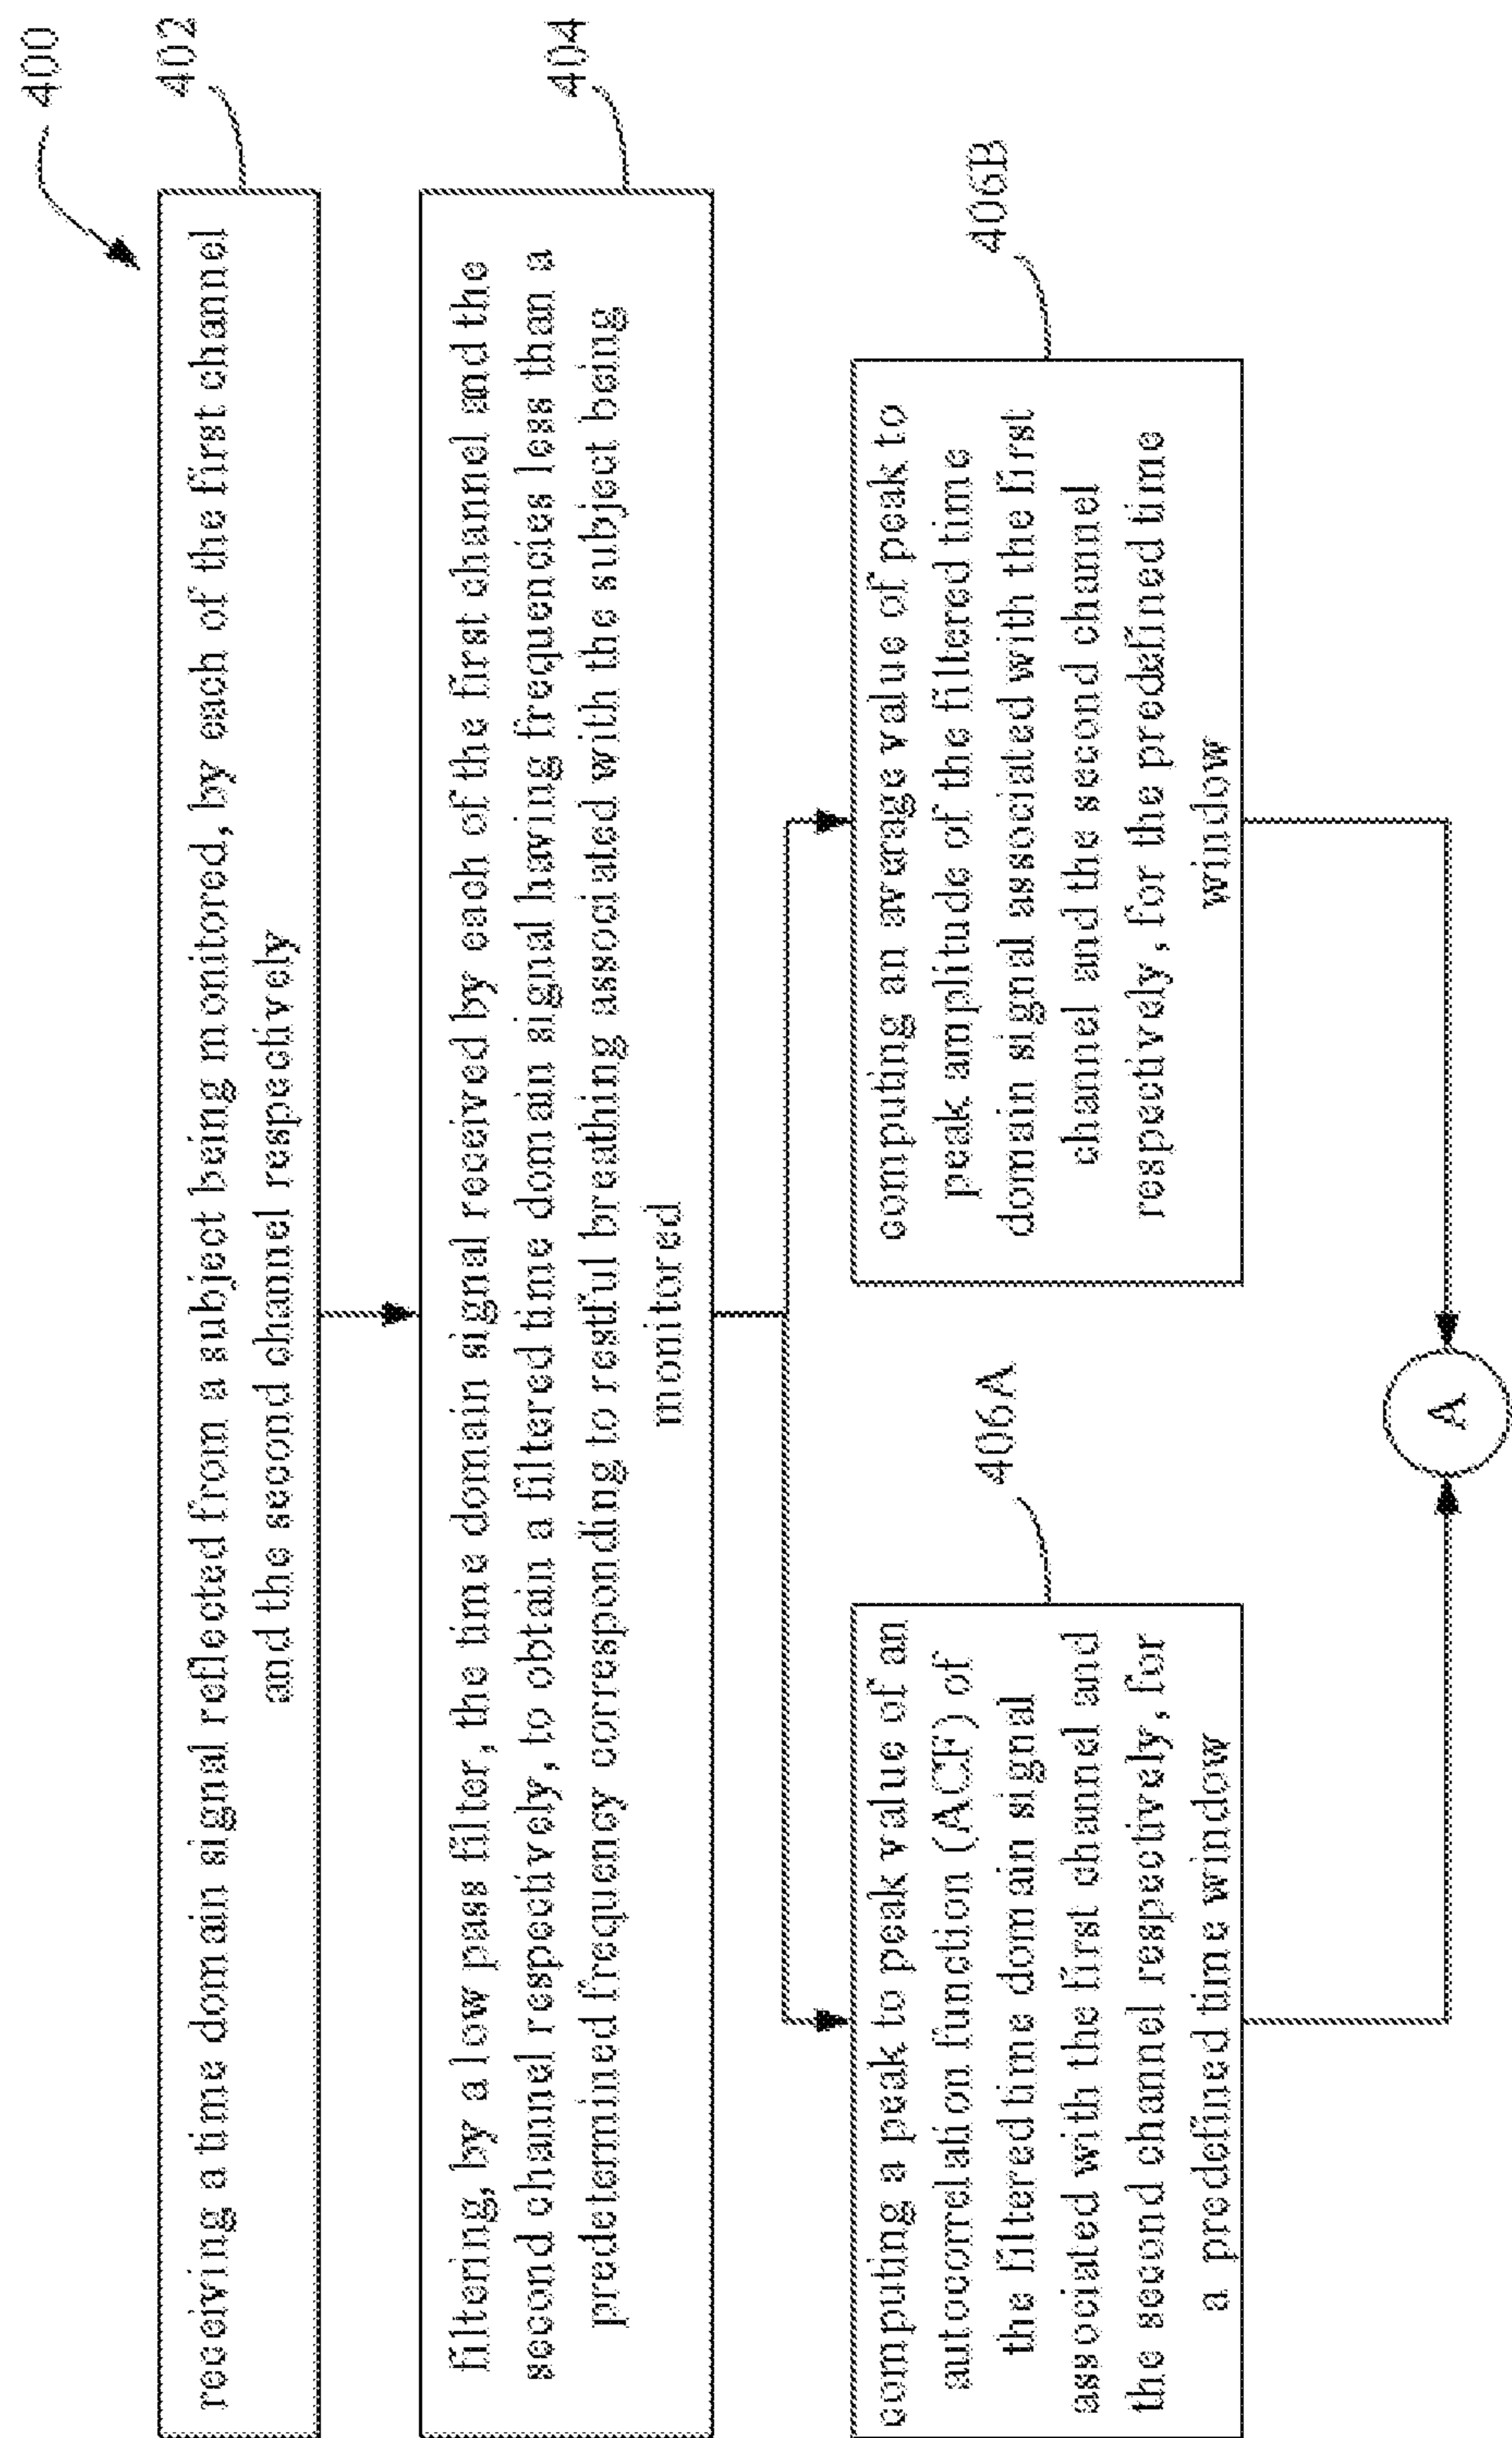 400
receiving a time domain signal reflected from a subject being monitored, by each of the first channel
and the second channel respectively
402
filtering, by a low pass filter, the time domain signal received by each of the first channel and the
second channel respectively, to obtain a filtered time domain signal having frequencies less than a
predetermined frequency corresponding to restful breathing associated with the subject being
monitored
404
computing a peak to peak value of an
autocorrelation function (ACF) of
the filtered time domain signal
associated with the first channel and
the second channel respectively, for
a predefined time window
406A
computing an average value of peak to
peak amplitude of the filtered time
domain signal associated with the first
channel and the second channel
respectively, for the predefined time
window
406B
A